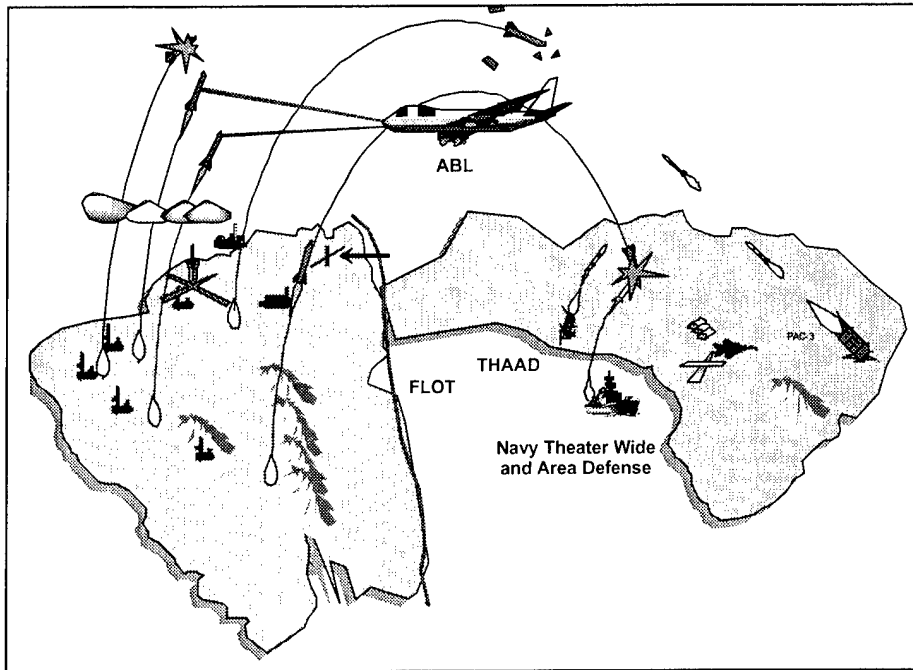 ABL
PAC-3
THAAD
FLOT
Navy Theater Wide
and Area Defense